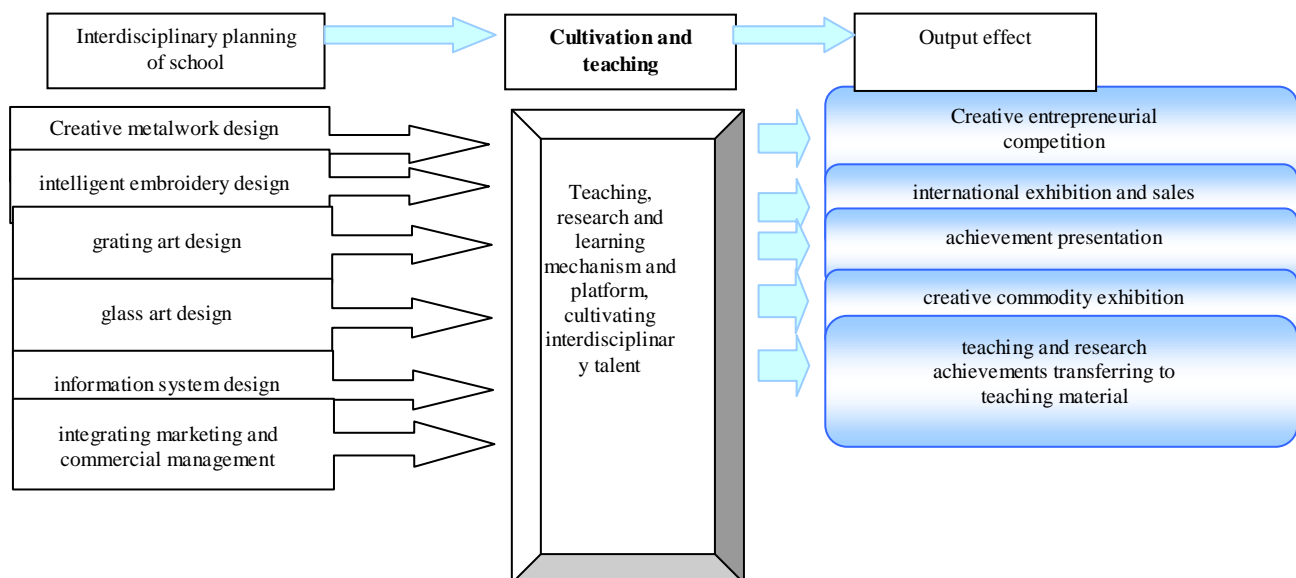 Interdisciplinary planning
of school
Cultivation and
teaching
Output effect
Creative metalwork design
intelligent embroidery design
grating art design
glass art design
information system design
integrating marketing and
commercial management
Teaching,
research and
learning
mechanism and
platform,
cultivating
interdisciplinar
y talent
Creative entrepreneurial
competition
international exhibition and sales
achievement presentation
creative commodity exhibition
teaching and research
achievements transferring to
teaching material